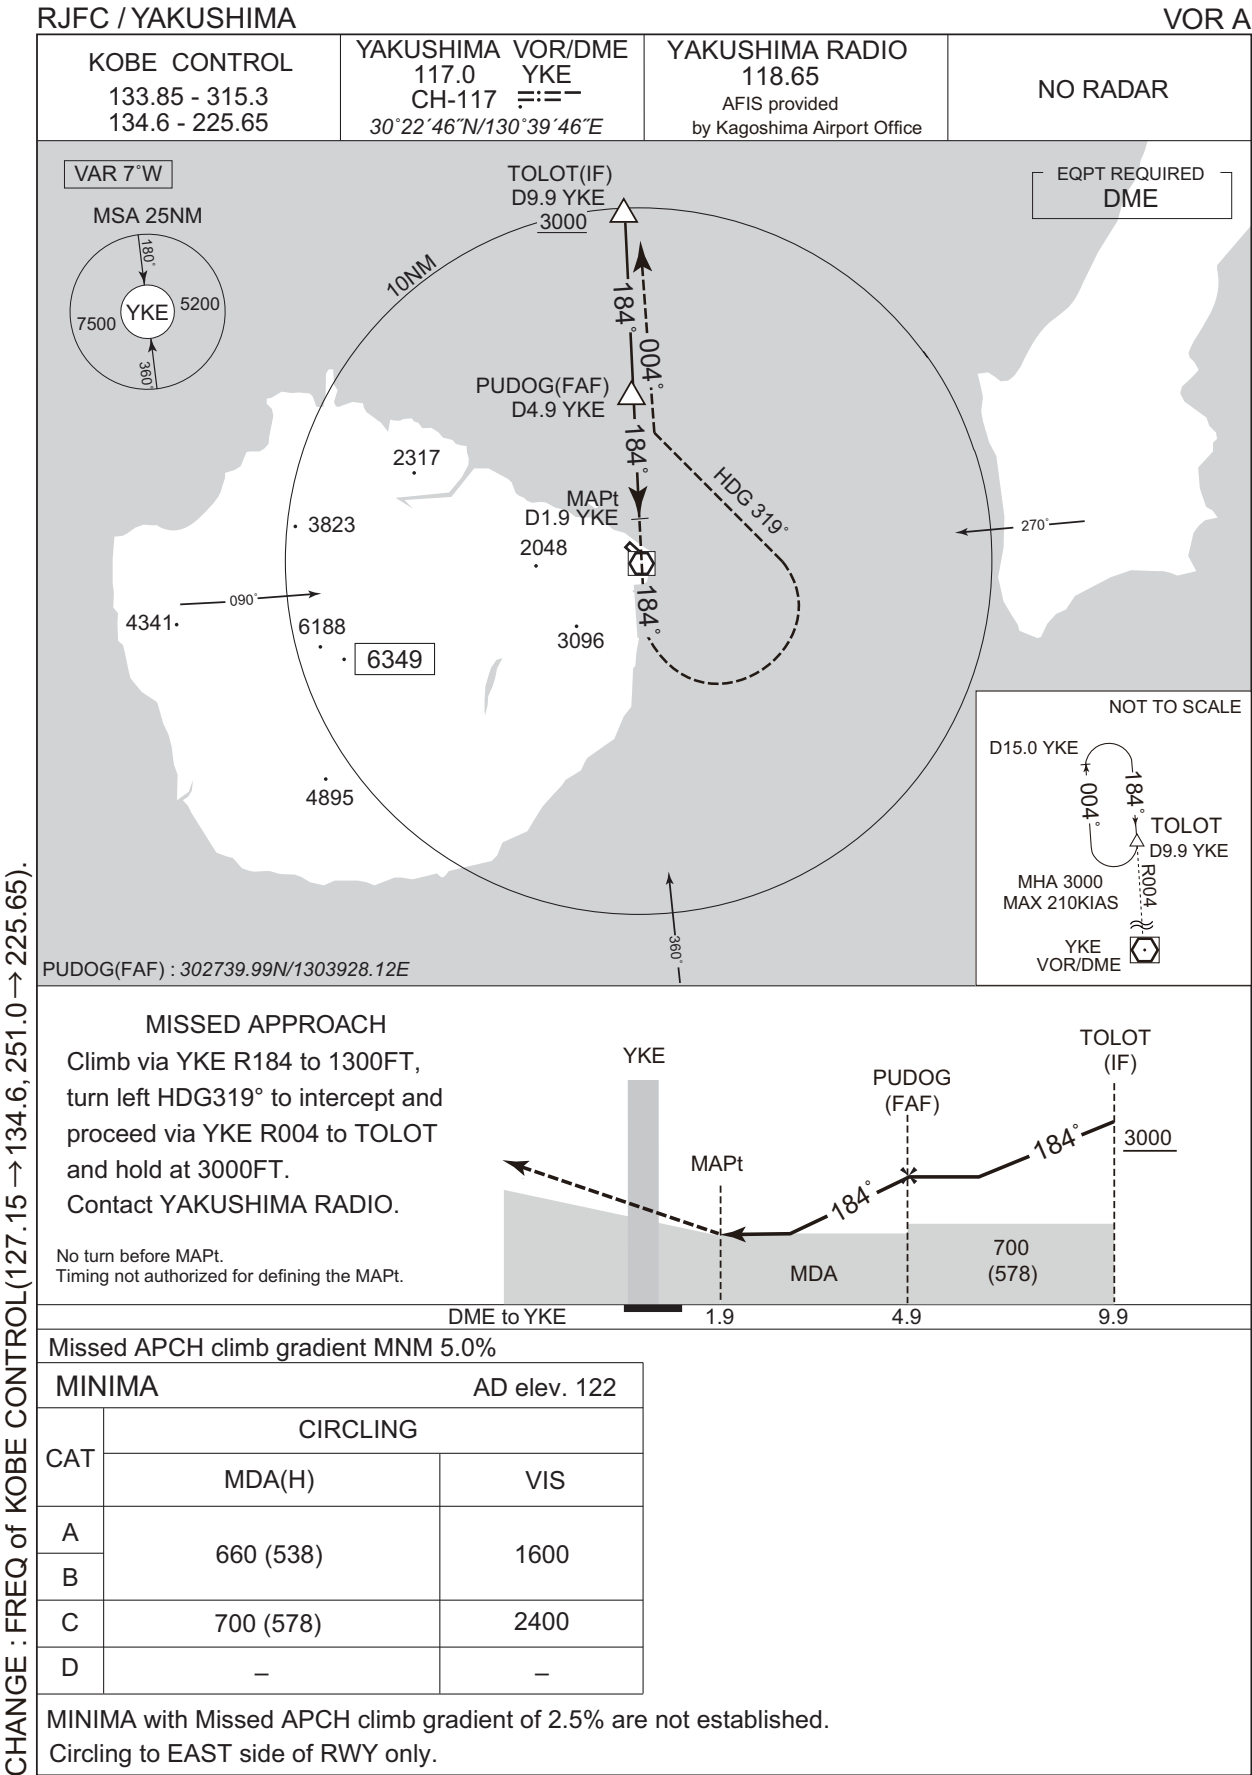 RJFC / YAKUSHIMA
VOR A
KOBE CONTROL
133.85 - 315.3
134.6 - 225.65
YAKUSHIMA VOR/DME
117.0 YKE
CH-117
30°22´46˝N/130°39´46˝E
YAKUSHIMA RADIO
118.65
AFIS provided
by Kagoshima Airport Office
NO RADAR
VAR 7˚W
MSA 25NM
180˚
YKE
5200
7500
360˚
TOLOT(IF)
D9.9 YKE
3000
EQPT REQUIRED
DME
10NM
184˚
004˚
PUDOG(FAF)
D4.9 YKE
184˚
HDG 319˚
2317
MAPt
D1.9 YKE
3823
2048
270˚
090˚
184˚
4341
6188
6349
3096
4895
360˚
PUDOG(FAF) : 302739.99N/1303928.12E
NOT TO SCALE
D15.0 YKE
004˚
184˚
TOLOT
D9.9 YKE
R004
MHA 3000
MAX 210KIAS
YKE
VOR/DME
MISSED APPROACH
Climb via YKE R184 to 1300FT,
turn left HDG319° to intercept and
proceed via YKE R004 to TOLOT
and hold at 3000FT.
Contact YAKUSHIMA RADIO.
No turn before MAPt.
Timing not authorized for defining the MAPt.
YKE
MAPt
PUDOG
(FAF)
TOLOT
(IF)
184˚
184˚
3000
MDA
700
(578)
DME to YKE
1.9
4.9
9.9
Missed APCH climb gradient MNM 5.0%
MINIMA
AD elev. 122
CAT
CIRCLING
MDA(H)
VIS
A
B
660 (538)
1600
C
700 (578)
2400
D
–
–
MINIMA with Missed APCH climb gradient of 2.5% are not established.
Circling to EAST side of RWY only.
CHANGE : FREQ of KOBE CONTROL(127.15→134.6, 251.0→225.65).